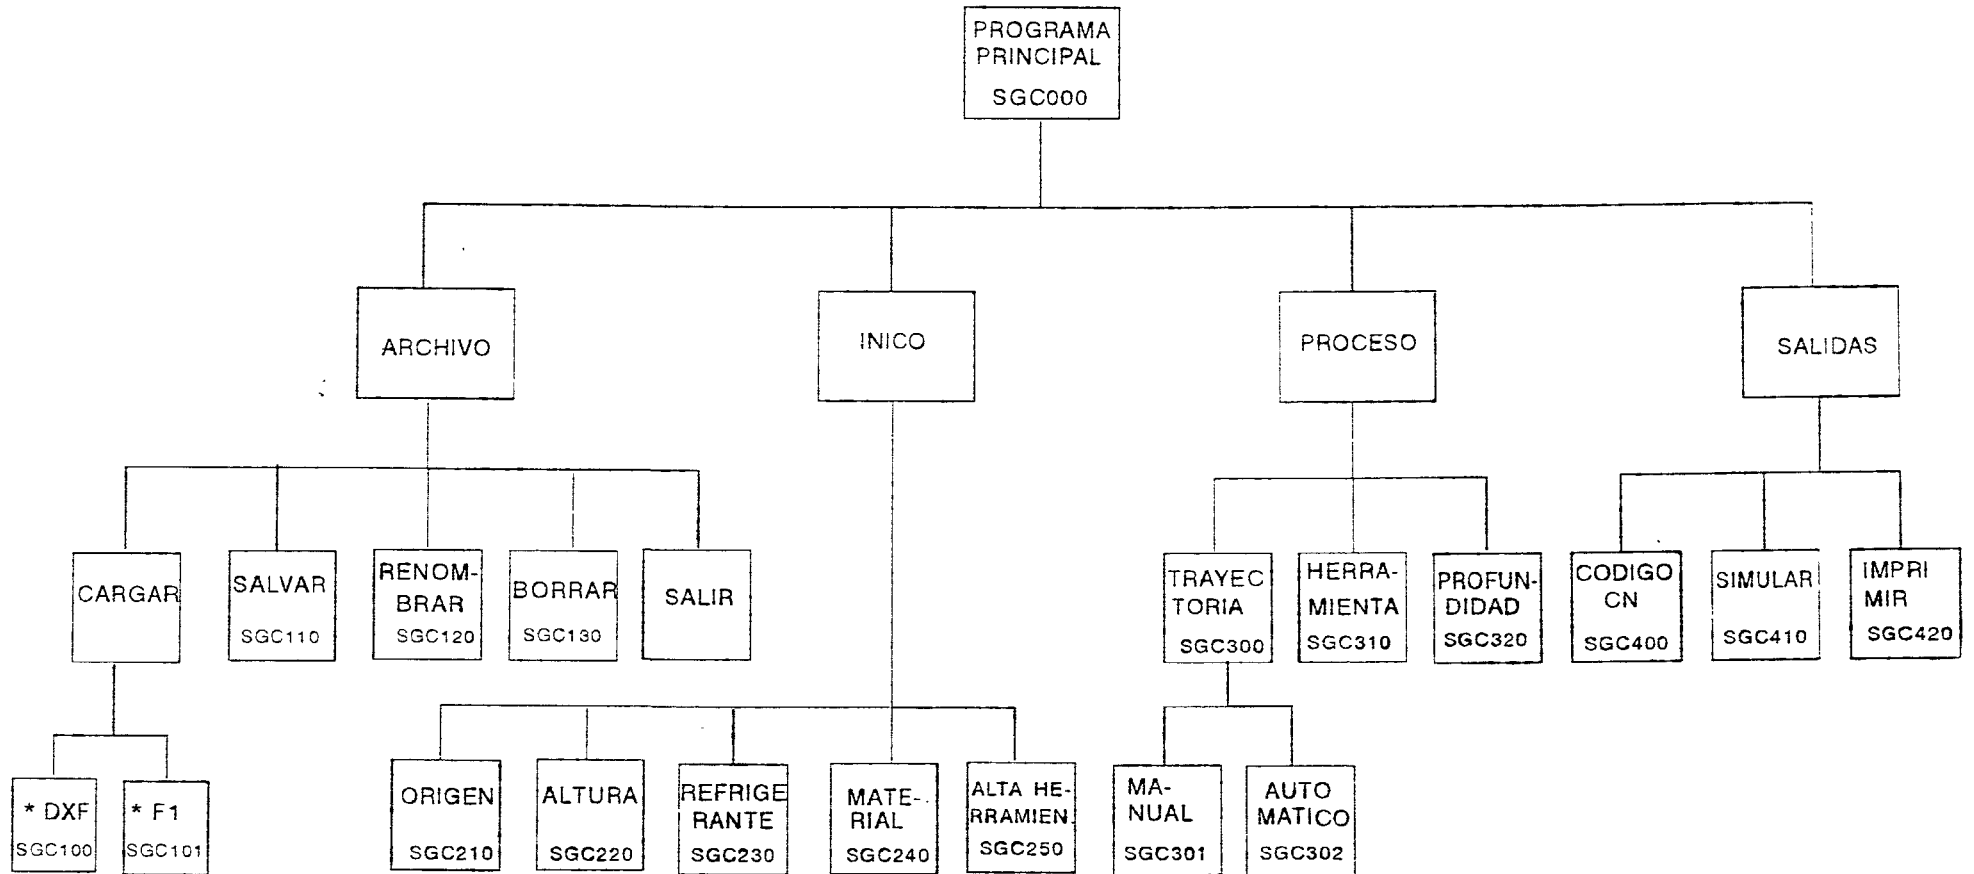 PROGRAMA
PRINCIPAL
SGC000
ARCHIVO
INICO
PROCESO
SALIDAS
CARGAR
SALVAR
SGC110
RENOM-
BRAR
SGC120
BORRAR
SGC130
SALIR
TRAYEC
TORIA
SGC300
HERRA-
MIENTA
SGC310
PROFUN-
DIDAD
SGC320
CODIGO
CN
SGC400
SIMULAR
SGC410
IMPRI
MIR
SGC420
* DXF
SGC100
* F1
SGC101
ORIGEN
SGC210
ALTURA
SGC220
REFRIGE
RANTE
SGC230
MATE-
RIAL
SGC240
ALTA HE-
RRAMIEN.
SGC250
MA-
NUAL
SGC301
AUTO
MATICO
SGC302